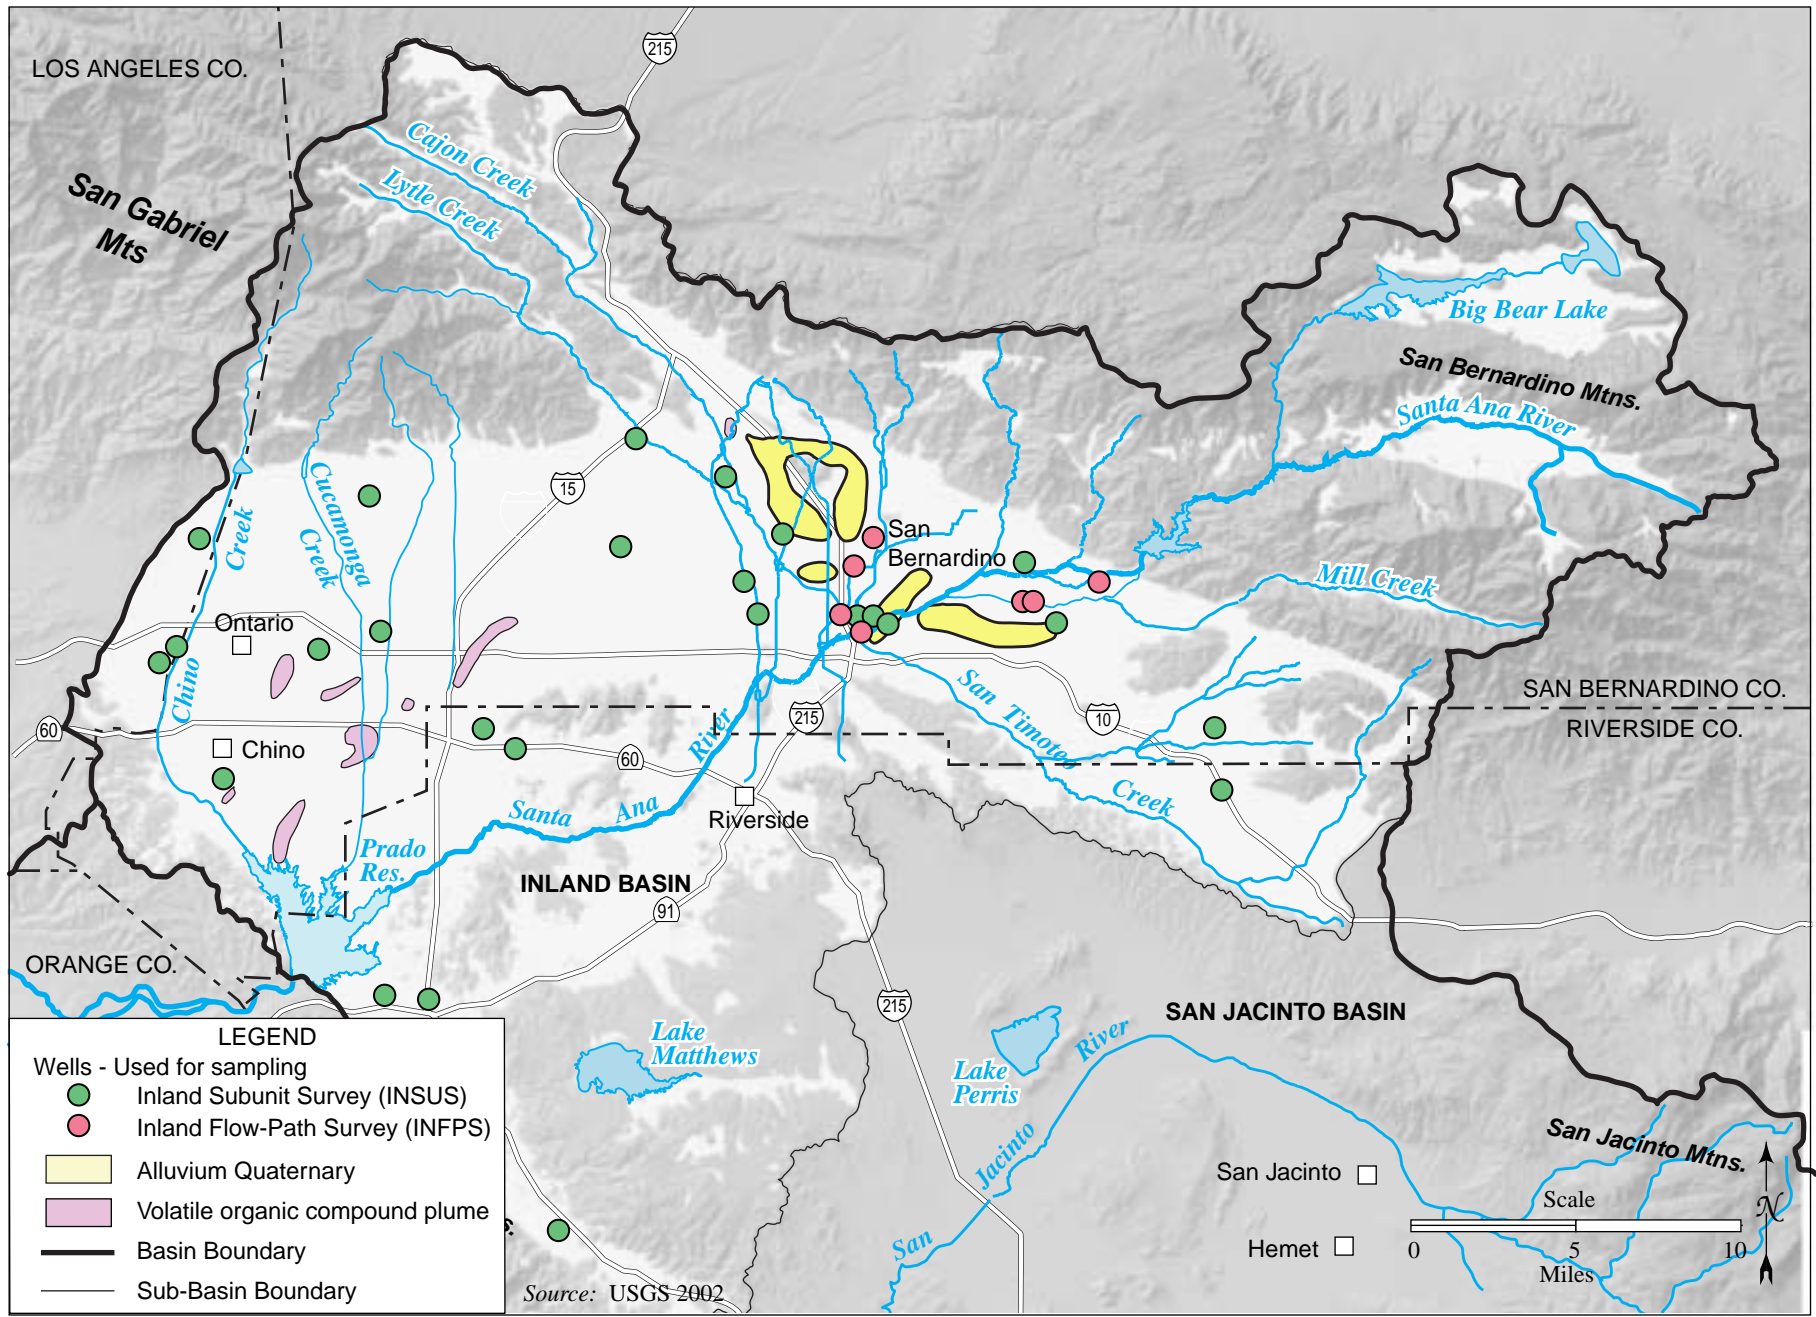 LOS ANGELES CO.
215
San Gabriel
Mts
Cajon Creek
Lytle Creek
Big Bear Lake
San Bernardino Mtns.
Santa Ana River
15
Cucamonga
Creek
Creek
Chino
San
Bernardino
Mill Creek
Ontario
San Timoteo
Creek
SAN BERNARDINO CO.
RIVERSIDE CO.
10
60
Chino
215
60
River
Santa Ana
Riverside
Prado
Res.
INLAND BASIN
91
ORANGE CO.
215
SAN JACINTO BASIN
Lake
Matthews
Lake
Perris
River
Jacinto
San
San Jacinto Mtns.
San Jacinto
Hemet
Scale
0 5 10
Miles
N
LEGEND
Wells - Used for sampling
Inland Subunit Survey (INSUS)
Inland Flow-Path Survey (INFPS)
Alluvium Quaternary
Volatile organic compound plume
Basin Boundary
Sub-Basin Boundary
s.
Source: USGS 2002